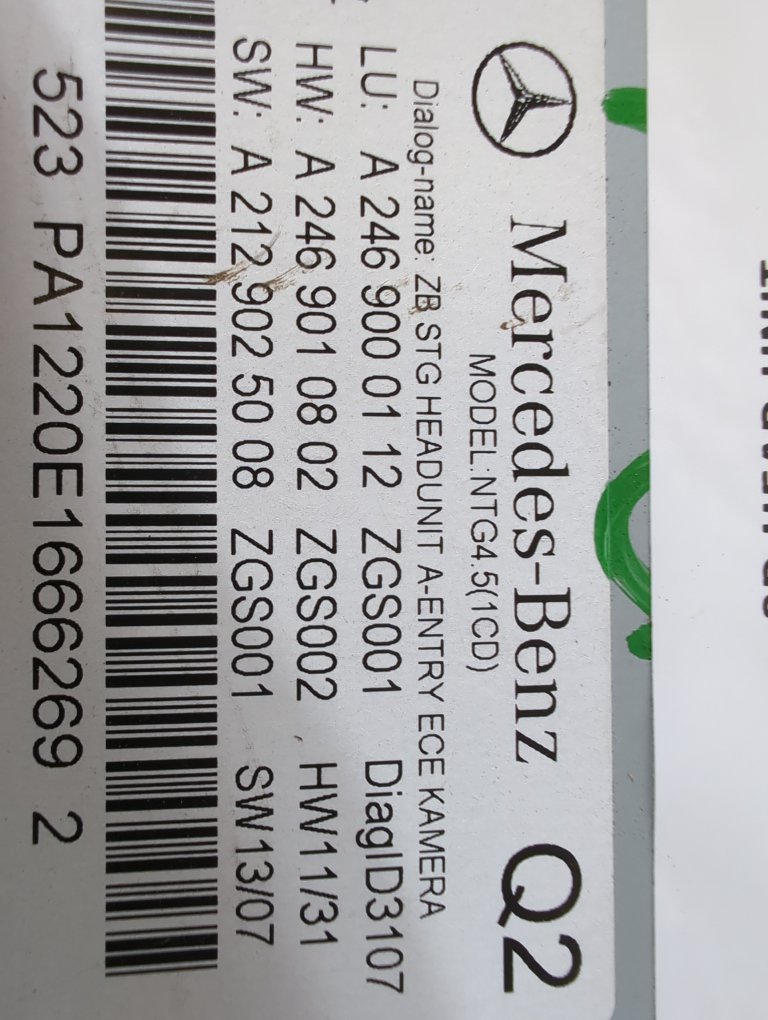 Mercedes-Benz Q2
MODEL:NTG4.5(1CD)
Dialog-name: ZB STG HEADUNIT A-ENTRY ECE KAMERA
LU: A 246 900 01 12 ZGS001 DiagID3107
HW: A 246 901 08 02 ZGS002 HW11/31
SW: A 212 902 50 08 ZGS001 SW13/07
523 PA1220E1666269 2